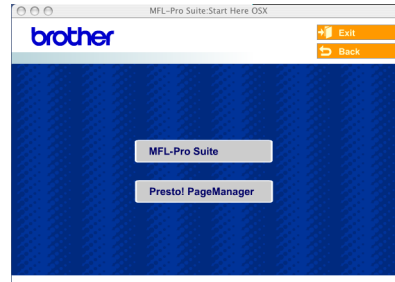 MFL-Pro Suite:Start Here OSX
brother
Exit
Back
MFL-Pro Suite
Presto! PageManager